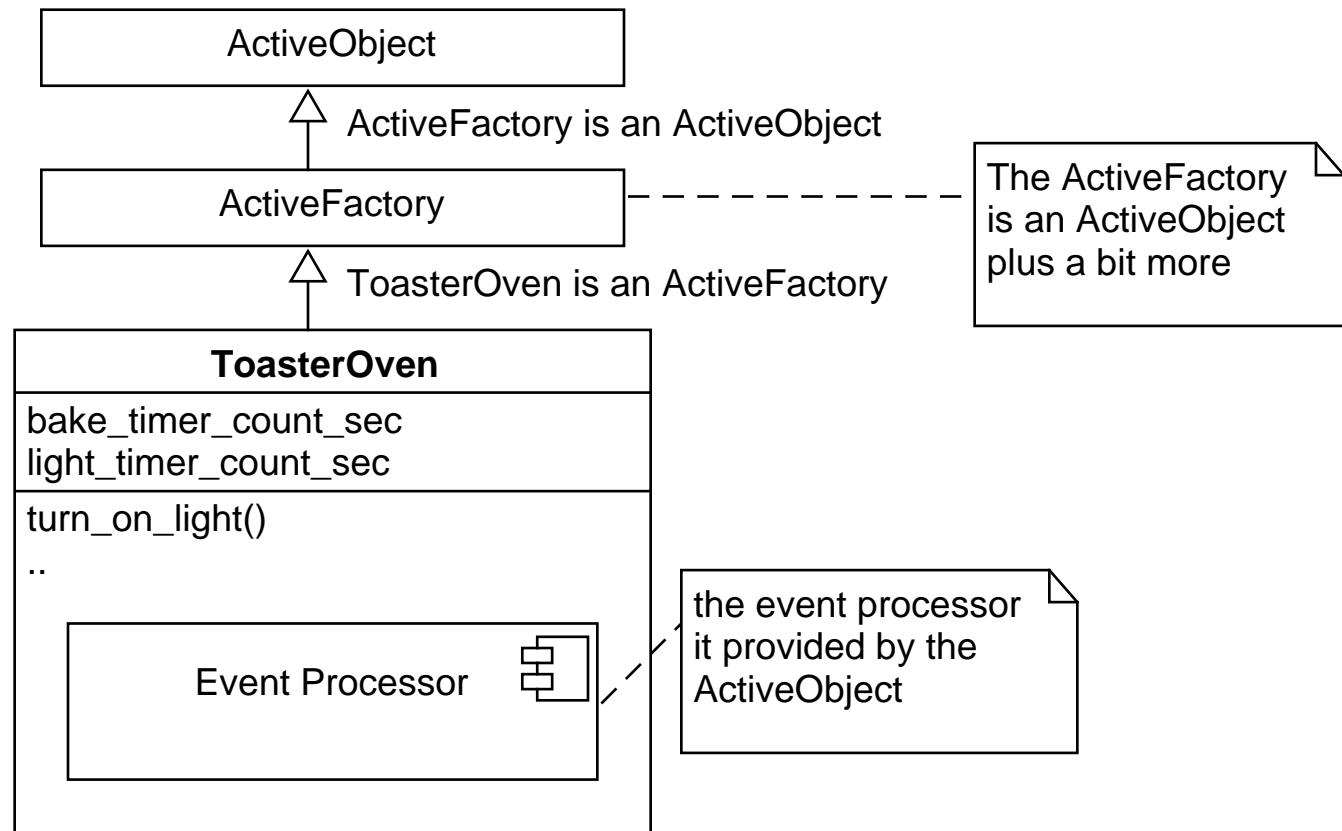 ActiveObject
ActiveFactory is an ActiveObject
ActiveFactory
The ActiveFactory
is an ActiveObject
plus a bit more
ToasterOven is an ActiveFactory
ToasterOven
bake_timer_count_sec
light_timer_count_sec
turn_on_light()
..
Event Processor
the event processor
it provided by the
ActiveObject